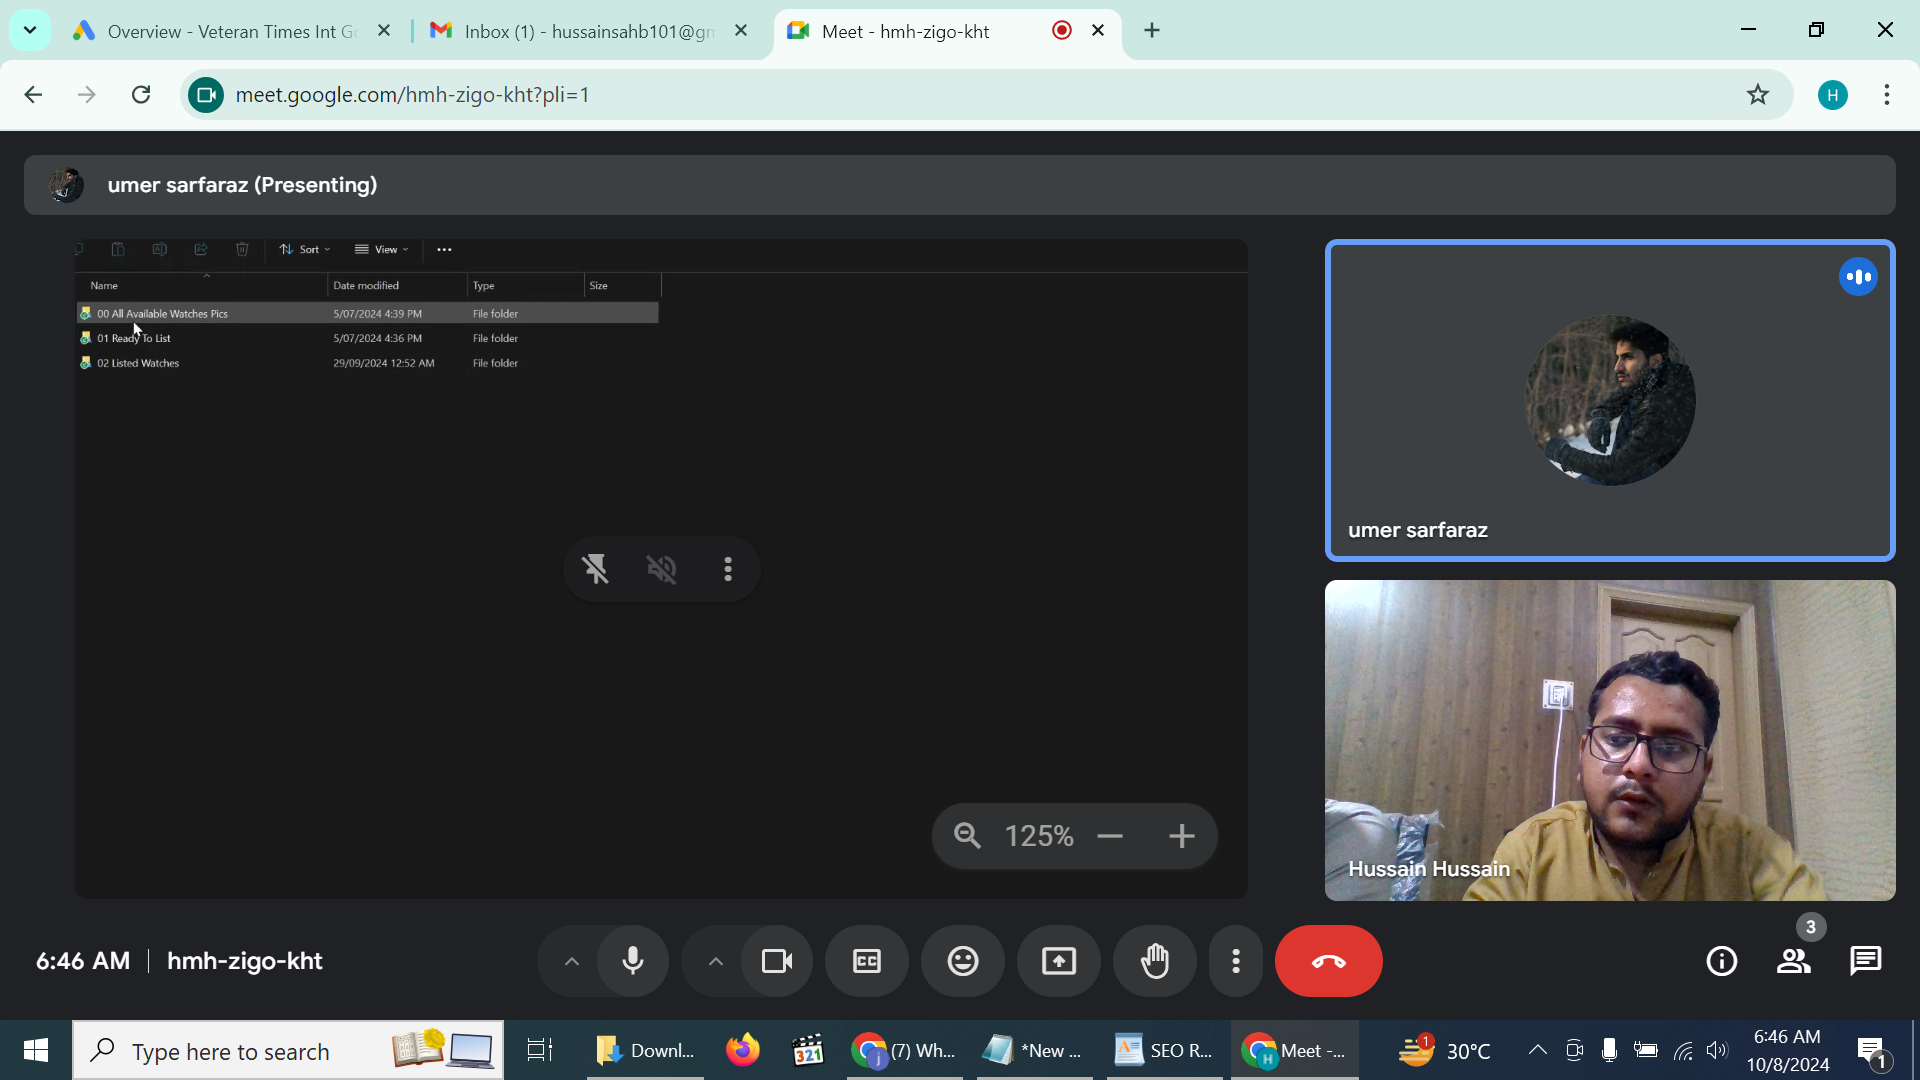 Overview - Veteran Times Int Go
Inbox (1) - hussainsahb101@gm
Meet - hmh-zigo-kht
meet.google.com/hmh-zigo-kht?pli=1
H
umer sarfaraz (Presenting)
Sort
View
Name
Date modified
Type
Size
00 All Available Watches Pics
5/07/2024 4:39 PM
File folder
01 Ready To List
5/07/2024 4:36 PM
File folder
02 Listed Watches
29/09/2024 12:52 AM
File folder
125%
umer sarfaraz
Hussain Hussain
6:46 AM
hmh-zigo-kht
CC
3
Type here to search
321
Downl...
j
(7) Wh...
*New ...
SEO R...
H
Meet -...
1
30°C
6:46 AM
10/8/2024
1